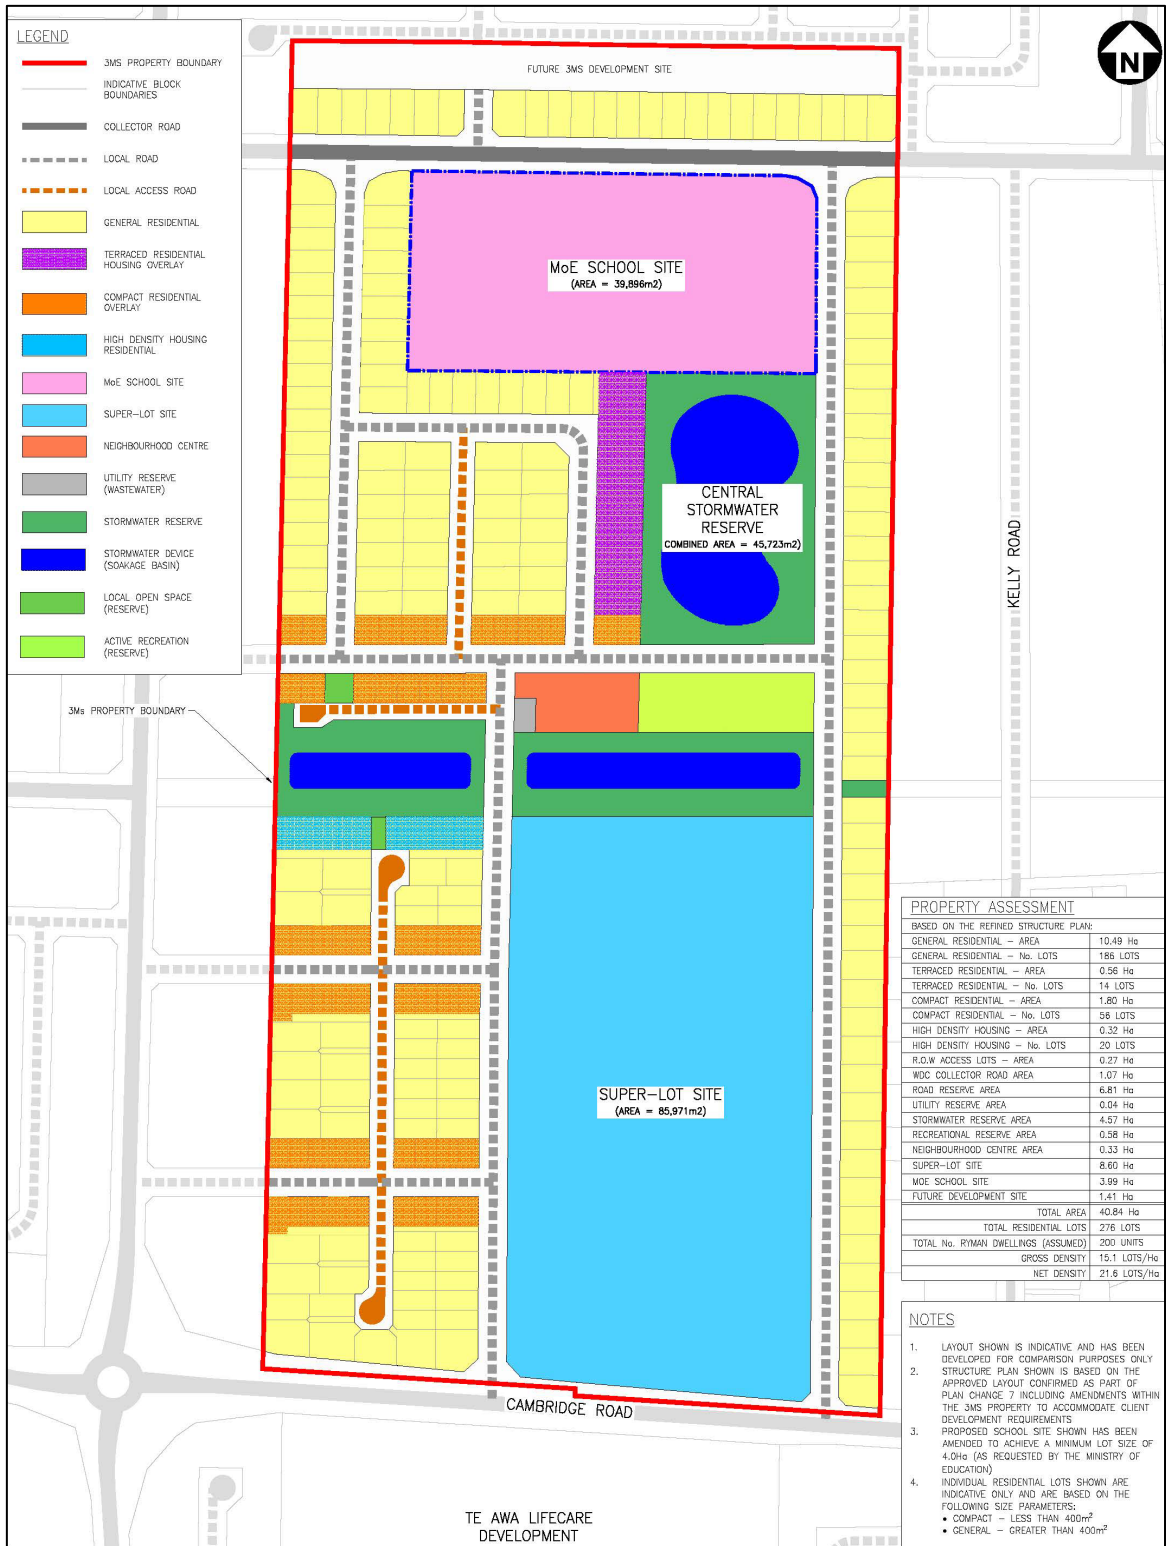 LEGEND
3MS PROPERTY BOUNDARY
INDICATIVE BLOCK
BOUNDARIES
COLLECTOR ROAD
LOCAL ROAD
LOCAL ACCESS ROAD
GENERAL RESIDENTIAL
TERRACED RESIDENTIAL
HOUSING OVERLAY
COMPACT RESIDENTIAL
OVERLAY
HIGH DENSITY HOUSING
RESIDENTIAL
MoE SCHOOL SITE
SUPER-LOT SITE
NEIGHBOURHOOD CENTRE
UTILITY RESERVE
(WASTEWATER)
STORMWATER RESERVE
STORMWATER DEVICE
(SOAKAGE BASIN)
LOCAL OPEN SPACE
(RESERVE)
ACTIVE RECREATION
(RESERVE)
3Ms PROPERTY BOUNDARY
N
FUTURE 3MS DEVELOPMENT SITE
MoE SCHOOL SITE
(AREA = 39,896m2)
CENTRAL
STORMWATER
RESERVE
COMBINED AREA = 45,723m2)
KELLY ROAD
SUPER-LOT SITE
(AREA = 85,971m2)
CAMBRIDGE ROAD
TE AWA LIFECARE
DEVELOPMENT
PROPERTY ASSESSMENT
BASED ON THE REFINED STRUCTURE PLAN:
GENERAL RESIDENTIAL - AREA 10.49 Ha
GENERAL RESIDENTIAL - No. LOTS 186 LOTS
TERRACED RESIDENTIAL - AREA 0.56 Ha
TERRACED RESIDENTIAL - No. LOTS 14 LOTS
COMPACT RESIDENTIAL - AREA 1.80 Ha
COMPACT RESIDENTIAL - No. LOTS 56 LOTS
HIGH DENSITY HOUSING - AREA 0.32 Ha
HIGH DENSITY HOUSING - No. LOTS 20 LOTS
R.O.W ACCESS LOTS - AREA 0.27 Ha
WDC COLLECTOR ROAD AREA 1.07 Ha
ROAD RESERVE AREA 6.81 Ha
UTILITY RESERVE AREA 0.04 Ha
STORMWATER RESERVE AREA 4.57 Ha
RECREATIONAL RESERVE AREA 0.58 Ha
NEIGHBOURHOOD CENTRE AREA 0.33 Ha
SUPER-LOT SITE 8.60 Ha
MOE SCHOOL SITE 3.99 Ha
FUTURE DEVELOPMENT SITE 1.41 Ha
TOTAL AREA 40.84 Ha
TOTAL RESIDENTIAL LOTS 276 LOTS
TOTAL No. RYMAN DWELLINGS (ASSUMED) 200 UNITS
GROSS DENSITY 15.1 LOTS/Ha
NET DENSITY 21.6 LOTS/Ha
NOTES
1. LAYOUT SHOWN IS INDICATIVE AND HAS BEEN
DEVELOPED FOR COMPARISON PURPOSES ONLY
2. STRUCTURE PLAN SHOWN IS BASED ON THE
APPROVED LAYOUT CONFIRMED AS PART OF
PLAN CHANGE 7 INCLUDING AMENDMENTS WITHIN
THE 3MS PROPERTY TO ACCOMMODATE CLIENT
DEVELOPMENT REQUIREMENTS
3. PROPOSED SCHOOL SITE SHOWN HAS BEEN
AMENDED TO ACHIEVE A MINIMUM LOT SIZE OF
4.0Ha (AS REQUESTED BY THE MINISTRY OF
EDUCATION)
4. INDIVIDUAL RESIDENTIAL LOTS SHOWN ARE
INDICATIVE ONLY AND ARE BASED ON THE
FOLLOWING SIZE PARAMETERS:
• COMPACT - LESS THAN 400m²
• GENERAL - GREATER THAN 400m²